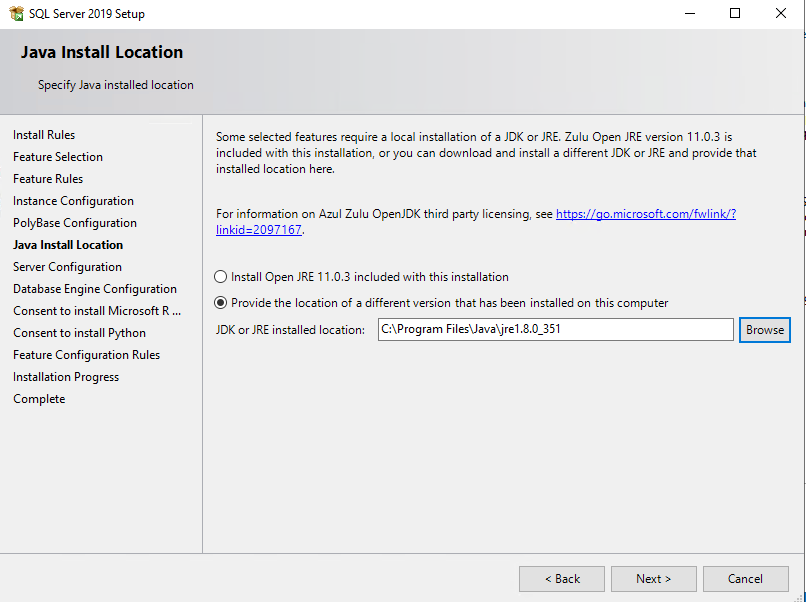 SQL Server 2019 Setup
Java Install Location
Specify Java installed location
Install Rules
Feature Selection
Feature Rules
Instance Configuration
PolyBase Configuration
Java Install Location
Server Configuration
Database Engine Configuration
Consent to install Microsoft R ...
Consent to install Python
Feature Configuration Rules
Installation Progress
Complete
Some selected features require a local installation of a JDK or JRE. Zulu Open JRE version 11.0.3 is
included with this installation, or you can download and install a different JDK or JRE and provide that
installed location here.
For information on Azul Zulu OpenJDK third party licensing, see https://go.microsoft.com/fwlink/?
linkid=2097167.
Install Open JRE 11.0.3 included with this installation
Provide the location of a different version that has been installed on this computer
JDK or JRE installed location: C:\Program Files\Java\jre1.8.0_351 Browse
< Back Next > Cancel